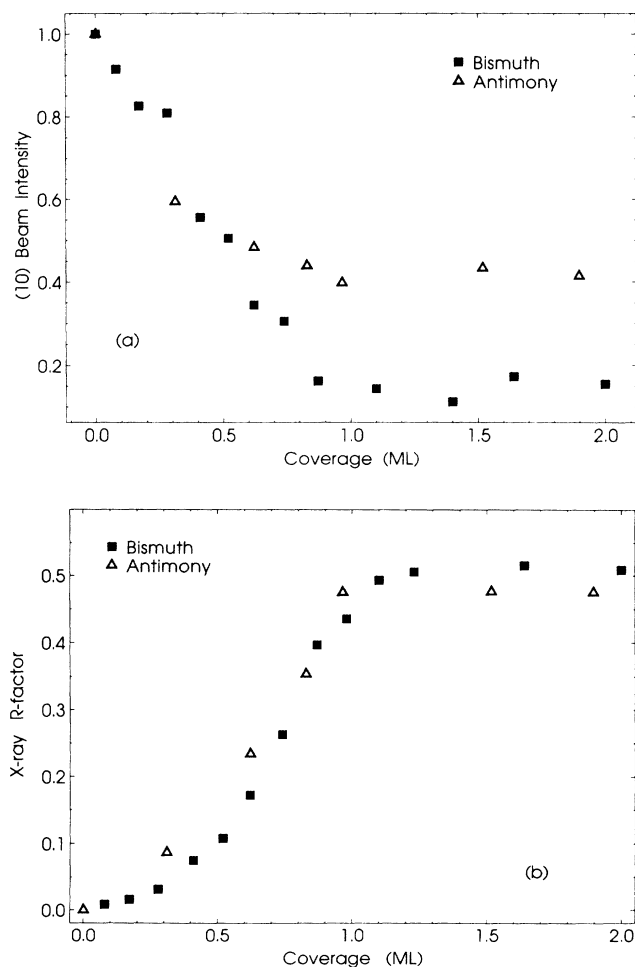 1.0
0.8
0.6
0.4
0.2
(10) Beam Intensity
■ Bismuth
△ Antimony
(a)
0.0 0.5 1.0 1.5 2.0
Coverage (ML)
0.5
0.4
0.3
0.2
0.1
0.0
X-ray R-factor
■ Bismuth
△ Antimony
(b)
0.0 0.5 1.0 1.5 2.0
Coverage (ML)